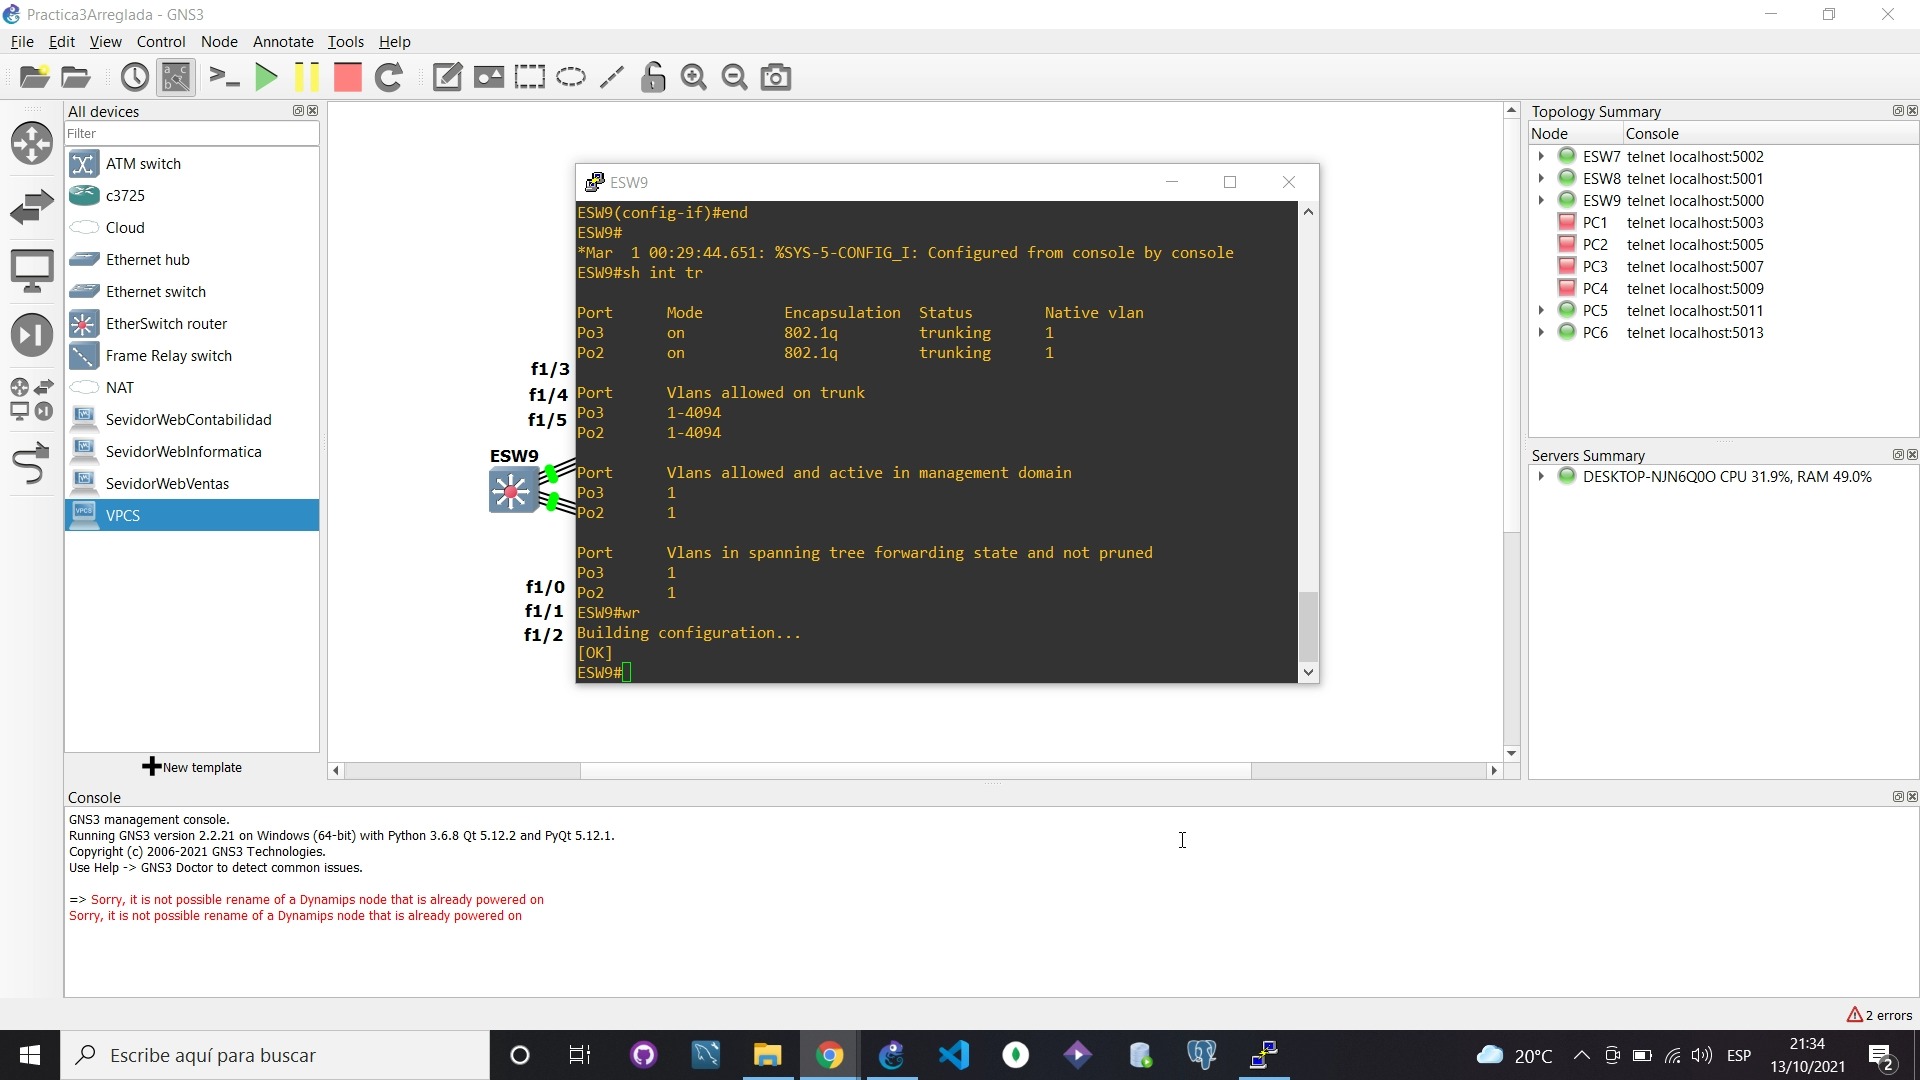 Practica3Arreglada - GNS3
File Edit View Control Node Annotate Tools Help
All devices
Filter
ATM switch
c3725
Cloud
Ethernet hub
Ethernet switch
EtherSwitch router
Frame Relay switch
NAT
SevidorWebContabilidad
SevidorWebInformatica
SevidorWebVentas
VPCS
New template
f1/3
f1/4
f1/5
ESW9
f1/0
f1/1
f1/2
ESW9
ESW9(config-if)#end
ESW9#
*Mar  1 00:29:44.651: %SYS-5-CONFIG_I: Configured from console by console
ESW9#sh int tr
Port      Mode         Encapsulation  Status        Native vlan
Po3       on           802.1q         trunking      1
Po2       on           802.1q         trunking      1
Port      Vlans allowed on trunk
Po3       1-4094
Po2       1-4094
Port      Vlans allowed and active in management domain
Po3       1
Po2       1
Port      Vlans in spanning tree forwarding state and not pruned
Po3       1
Po2       1
ESW9#wr
Building configuration...
[OK]
ESW9#
Topology Summary
Node Console
ESW7 telnet localhost:5002
ESW8 telnet localhost:5001
ESW9 telnet localhost:5000
PC1 telnet localhost:5003
PC2 telnet localhost:5005
PC3 telnet localhost:5007
PC4 telnet localhost:5009
PC5 telnet localhost:5011
PC6 telnet localhost:5013
Servers Summary
DESKTOP-NJN6Q0O CPU 31.9%, RAM 49.0%
Console
GNS3 management console.
Running GNS3 version 2.2.21 on Windows (64-bit) with Python 3.6.8 Qt 5.12.2 and PyQt 5.12.1.
Copyright (c) 2006-2021 GNS3 Technologies.
Use Help -> GNS3 Doctor to detect common issues.
=> Sorry, it is not possible rename of a Dynamips node that is already powered on
Sorry, it is not possible rename of a Dynamips node that is already powered on
2 errors
Escribe aquí para buscar
20°C
ESP
21:34
13/10/2021
2